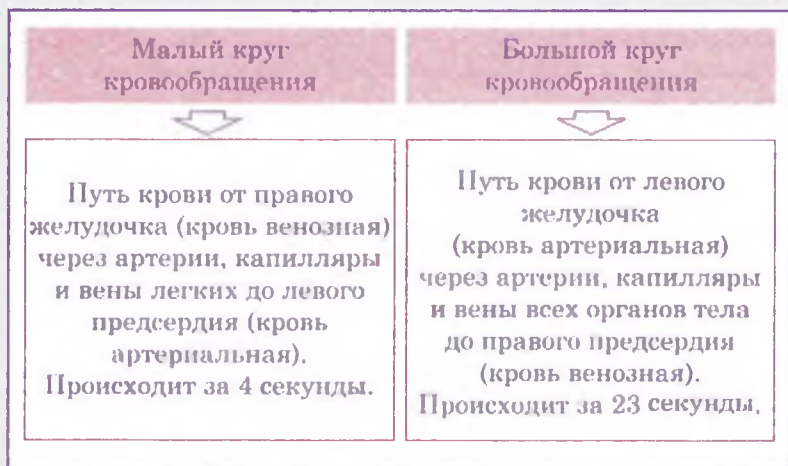 Малый круг
кровообращения
Большой круг
кровообращения
Путь крови от правого
желудочка (кровь венозная)
через артерии, капилляры
и вены легких до левого
предсердия (кровь
артериальная).
Происходит за 4 секунды.
Путь крови от левого
желудочка
(кровь артериальная)
через артерии, капилляры
и вены всех органов тела
до правого предсердия
(кровь венозная).
Происходит за 23 секунды.